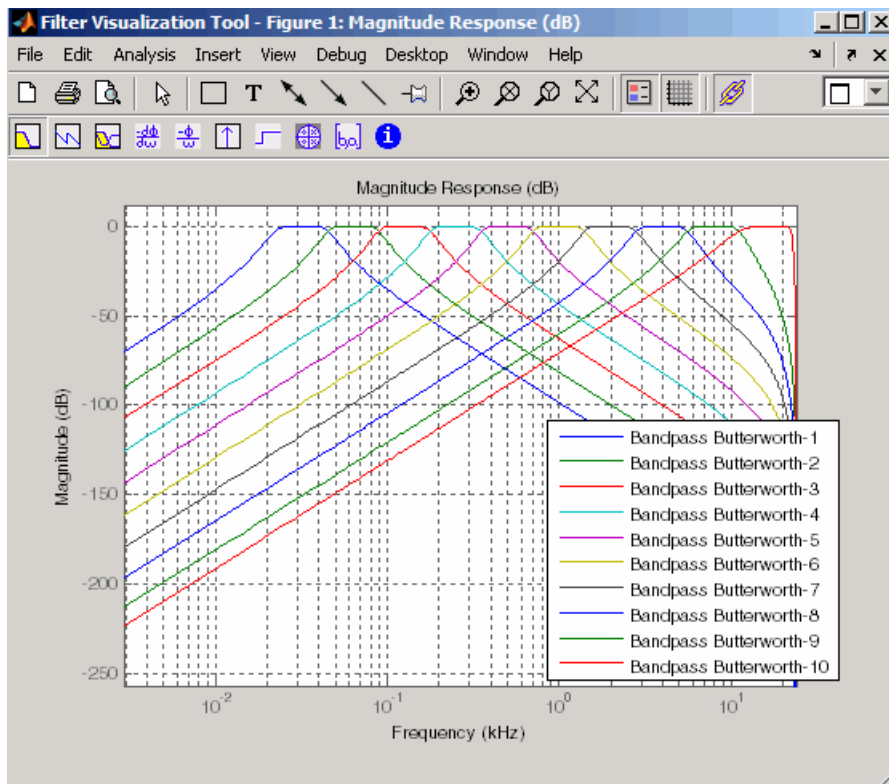 Filter Visualization Tool - Figure 1: Magnitude Response (dB)
File Edit Analysis Insert View Debug Desktop Window Help
T
[b,a]
i
Magnitude Response (dB)
0
-50
-100
-150
-200
-250
Magnitude (dB)
10^-2
10^-1
10^0
10^1
Frequency (kHz)
Bandpass Butterworth-1
Bandpass Butterworth-2
Bandpass Butterworth-3
Bandpass Butterworth-4
Bandpass Butterworth-5
Bandpass Butterworth-6
Bandpass Butterworth-7
Bandpass Butterworth-8
Bandpass Butterworth-9
Bandpass Butterworth-10